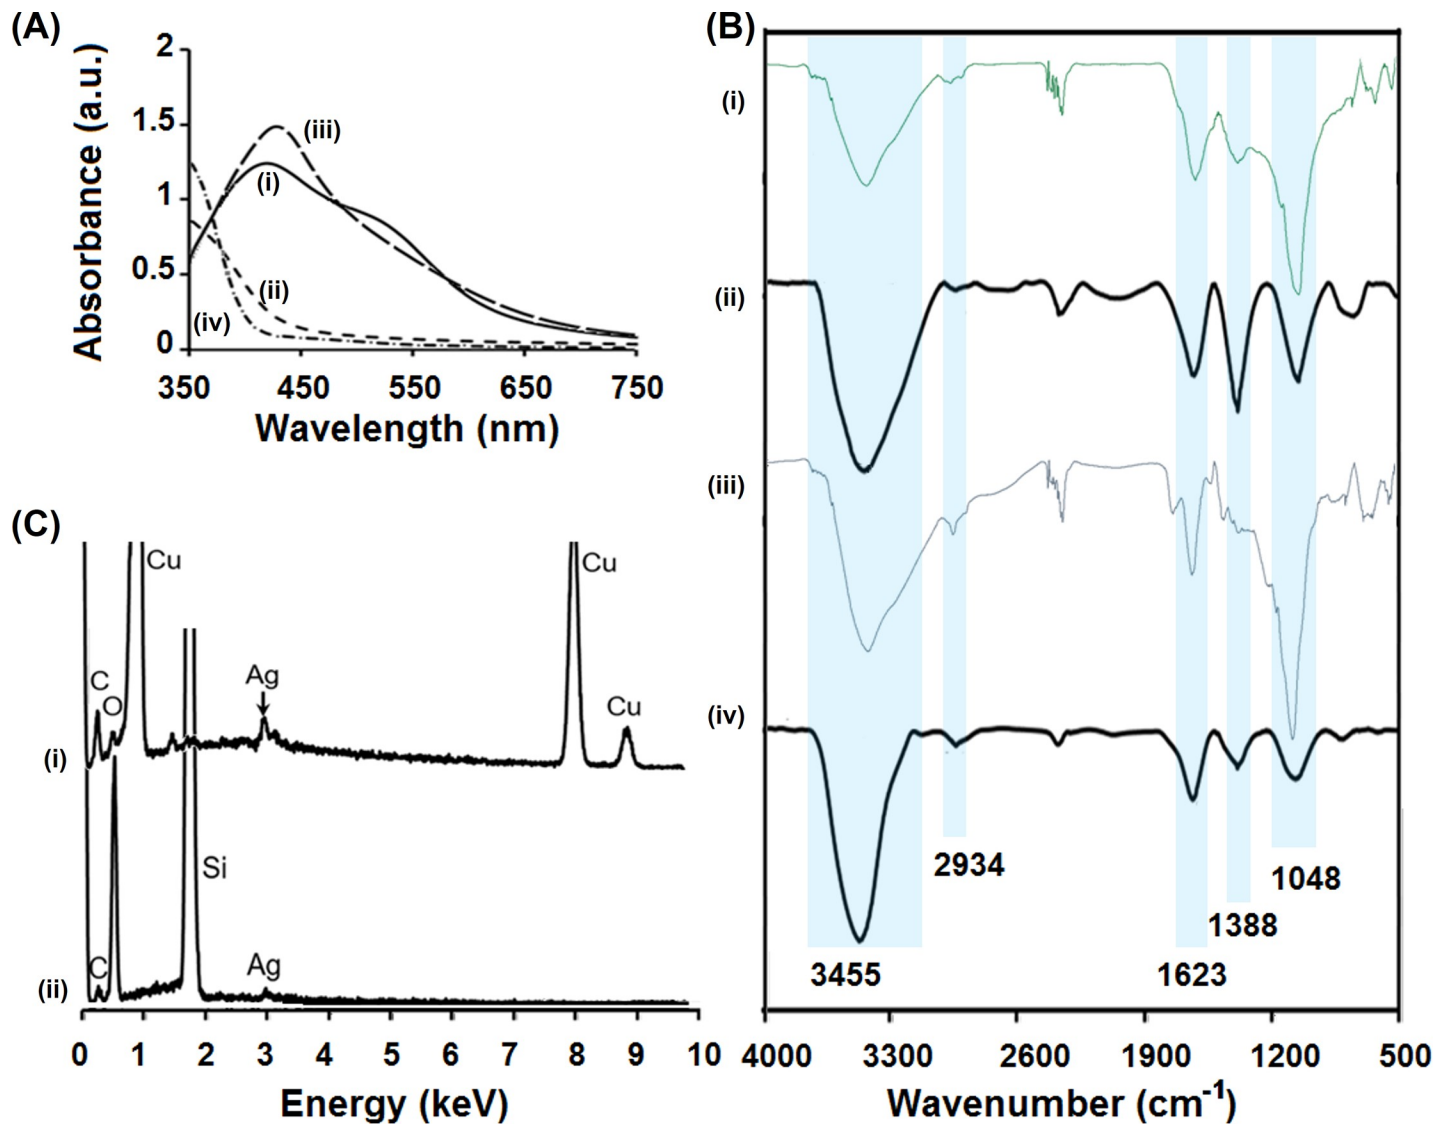 (A)
2
1.5
1
0.5
0
Absorbance (a.u.)
(iii)
(i)
(ii)
(iv)
350 450 550 650 750
Wavelength (nm)
(B)
(i)
(ii)
(iii)
(iv)
2934
1048
1388
3455
1623
4000 3300 2600 1900 1200 500
Wavenumber (cm-1)
(C)
Cu
Cu
C
O
Ag
Cu
(i)
Si
C
Ag
(ii)
0 1 2 3 4 5 6 7 8 9 10
Energy (keV)